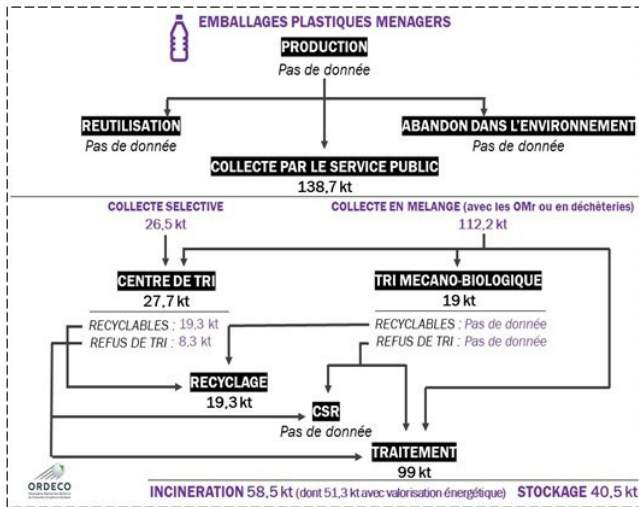 EMBALLAGES PLASTIQUES MENAGERS
PRODUCTION
Pas de donnée
REUTILISATION
Pas de donnée
ABANDON DANS L'ENVIRONNEMENT
Pas de donnée
COLLECTE PAR LE SERVICE PUBLIC
138,7 kt
COLLECTE SELECTIVE
26,5 kt
COLLECTE EN MELANGE (avec les OMr ou en déchèteries)
112,2 kt
CENTRE DE TRI
27,7 kt
TRI MECANO-BIOLOGIQUE
19 kt
RECYCLABLES : 19,3 kt
REFUS DE TRI : 8,3 kt
RECYCLABLES : Pas de donnée
REFUS DE TRI : Pas de donnée
RECYCLAGE
19,3 kt
CSR
Pas de donnée
TRAITEMENT
99 kt
ORDECO
INCINERATION 58,5 kt (dont 51,3 kt avec valorisation énergétique) STOCKAGE 40,5 kt